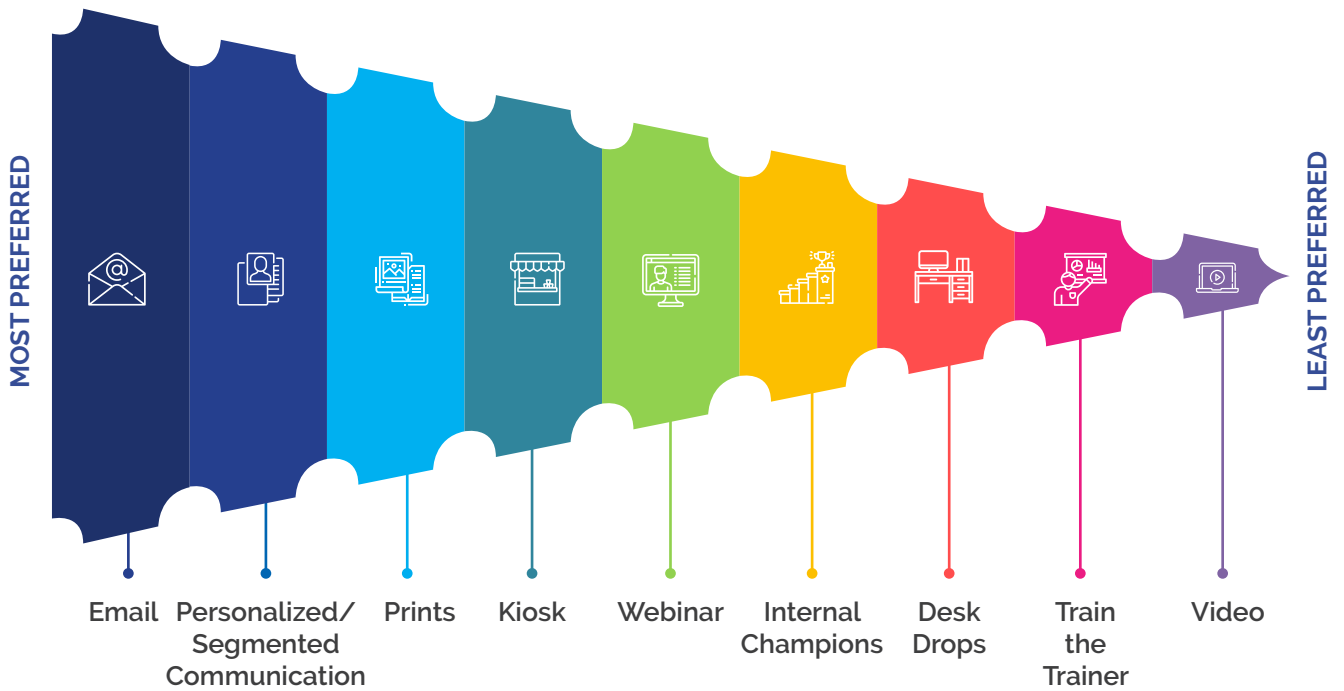 MOST PREFERRED
LEAST PREFERRED
Email
Personalized/
Segmented
Communication
Prints
Kiosk
Webinar
Internal
Champions
Desk
Drops
Train
the
Trainer
Video